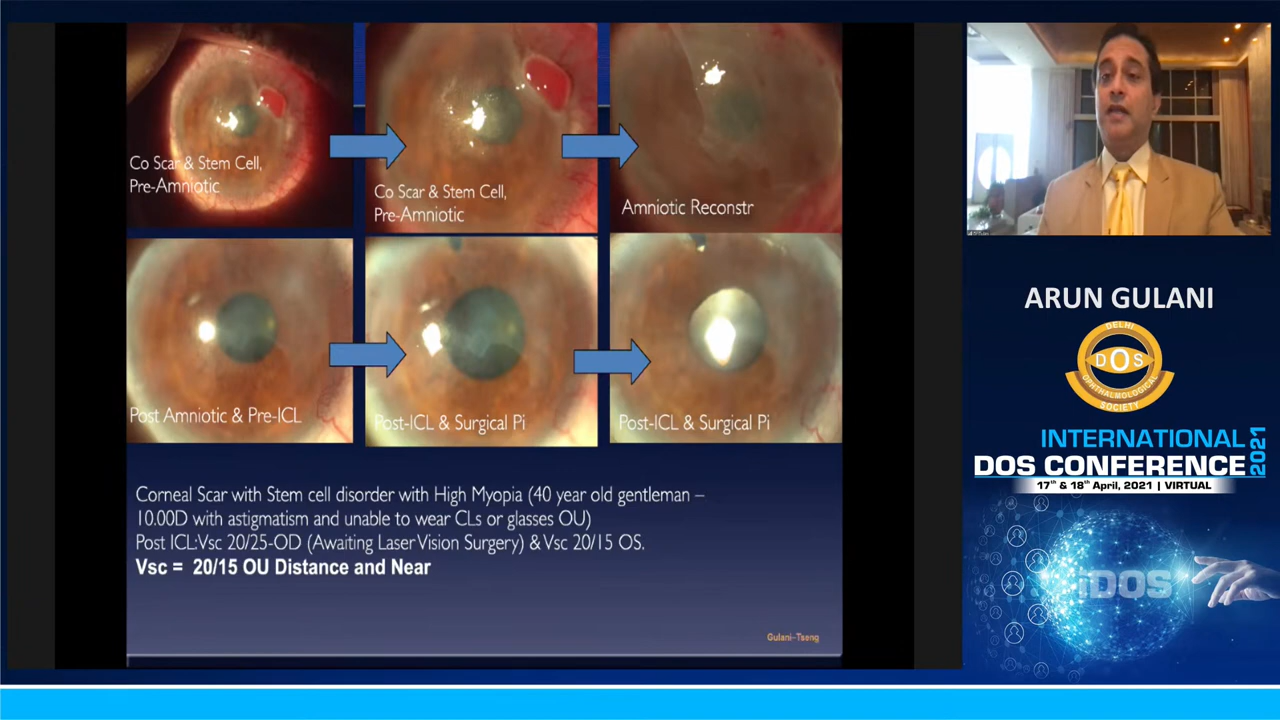 Co Scar & Stem Cell,
Pre-Amniotic
Co Scar & Stem Cell,
Pre-Amniotic
Amniotic Reconstr
Post Amniotic & Pre-ICL
Post-ICL & Surgical Pi
Post-ICL & Surgical Pi
Corneal Scar with Stem cell disorder with High Myopia (40 year old gentleman –
10.00D with astigmatism and unable to wear CLs or glasses OU)
Post ICL:Vsc 20/25-OD (Awaiting Laser Vision Surgery) & Vsc 20/15 OS.
Vsc = 20/15 OU Distance and Near
Gulani-Tseng
ARUN GULANI
DELHI
DOS
OPHTHALMOLOGICAL
SOCIETY
INTERNATIONAL
DOS CONFERENCE
2021
17th & 18th April, 2021 | VIRTUAL
iDOS